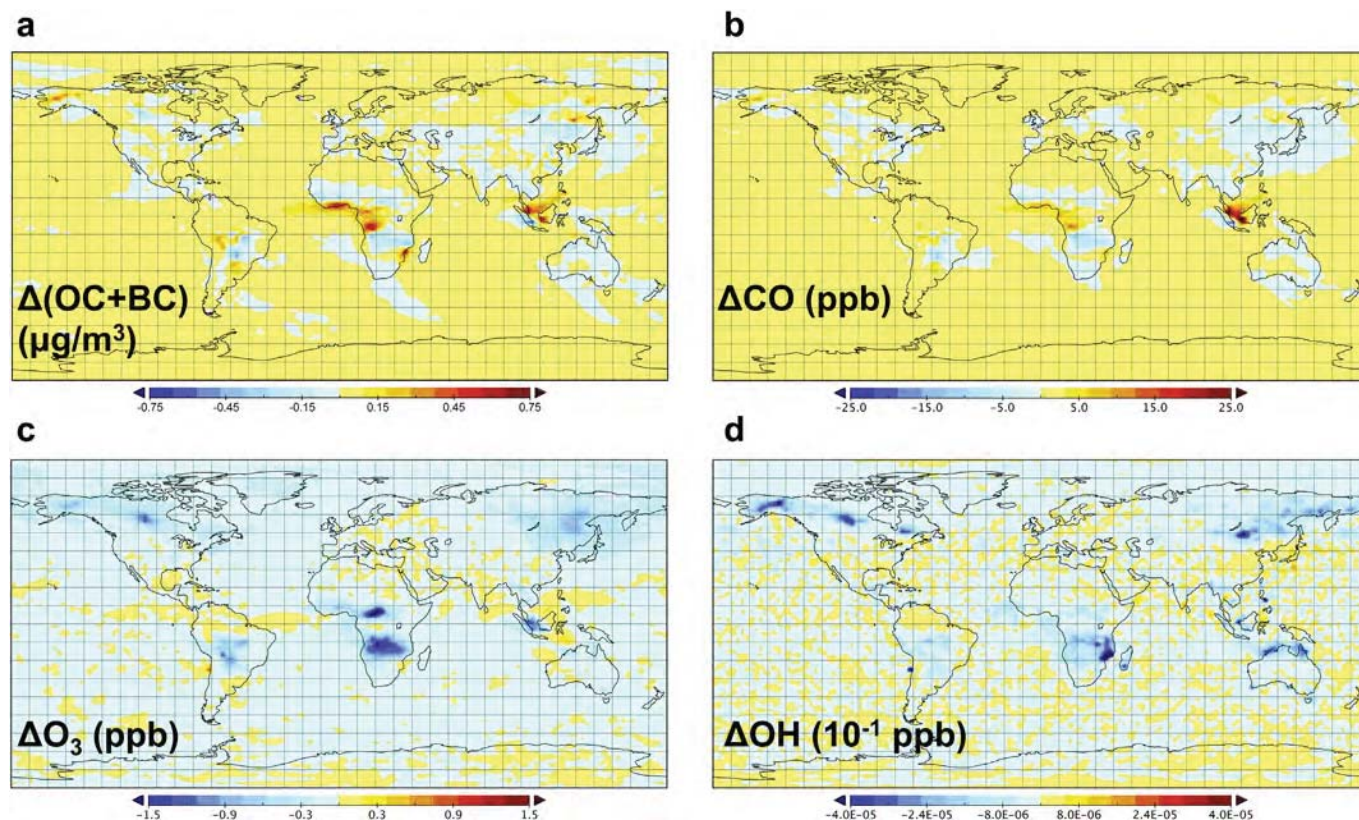 a
b
Δ(OC+BC)
(μg/m³)
ΔCO (ppb)
-0.75 -0.45 -0.15 0.15 0.45 0.75
-25.0 -15.0 -5.0 5.0 15.0 25.0
c
d
ΔO₃ (ppb)
ΔOH (10⁻¹ ppb)
-1.5 -0.9 -0.3 0.3 0.9 1.5
-4.0E-05 -2.4E-05 -8.0E-06 8.0E-06 2.4E-05 4.0E-05